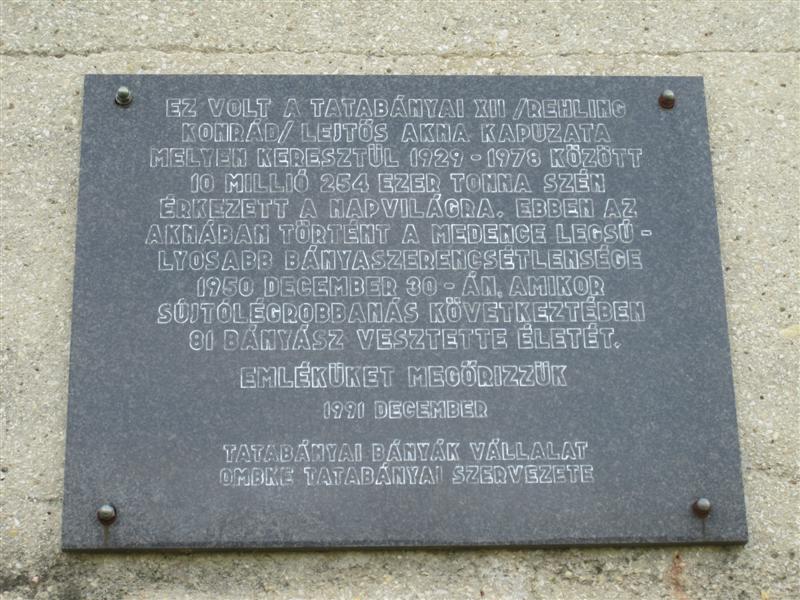 EZ VOLT A TATABÁNYAI XII /REHLING
KONRÁD/ LEJTŐS AKNA KAPUZATA
MELYEN KERESZTÜL 1929 - 1978 KÖZÖTT
10 MILLIÓ 254 EZER TONNA SZÉN
ÉRKEZETT A NAPVILÁGRA. EBBEN AZ
AKNÁBAN TÖRTÉNT A MEDENCE LEGSÚ -
LYOSABB BÁNYASZERENCSÉTLENSÉGE
1950 DECEMBER 30 - ÁN, AMIKOR
SÚJTÓLÉGROBBANÁS KÖVETKEZTÉBEN
81 BÁNYÁSZ VESZTETTE ÉLETÉT.
EMLÉKÜKET MEGŐRIZZÜK
1991 DECEMBER
TATABÁNYAI BÁNYÁK VÁLLALAT
OMBKE TATABÁNYAI SZERVEZETE